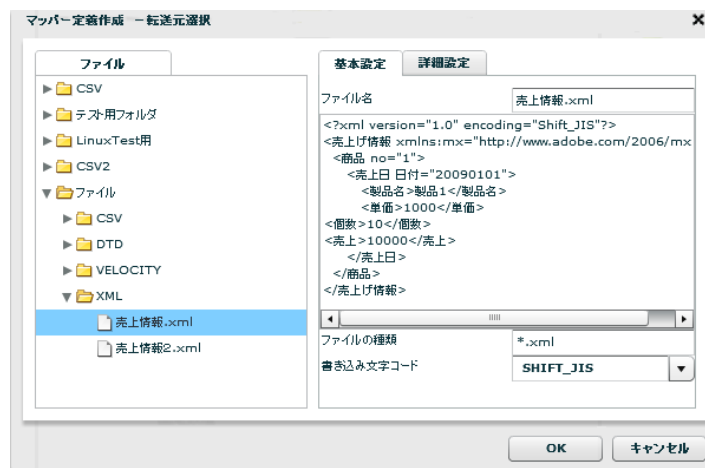 マッパー定義作成 －転送元選択
ファイル
CSV
テスト用フォルダ
LinuxTest用
CSV2
ファイル
CSV
DTD
VELOCITY
XML
売上情報.xml
売上情報2.xml
基本設定 詳細設定
ファイル名 売上情報.xml
<?xml version="1.0" encoding="Shift_JIS"?>
<売上げ情報 xmlns:mx="http://www.adobe.com/2006/mx
<商品 no="1">
<売上日 日付="20090101">
<製品名>製品1</製品名>
<単価>1000</単価>
<個数>10</個数>
<売上>10000</売上>
</売上日>
</商品>
</売上げ情報>
ファイルの種類 *.xml
書き込み文字コード SHIFT_JIS
OK キャンセル